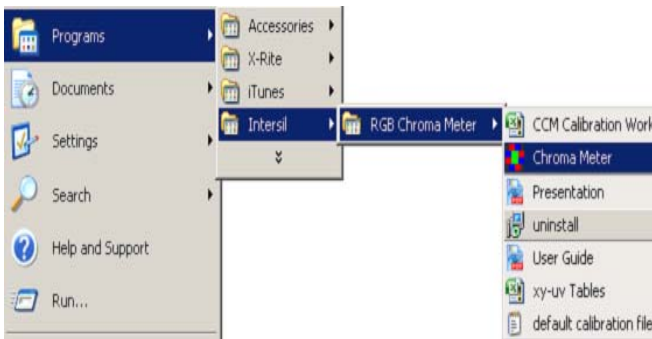 Programs
Documents
Settings
Search
Help and Support
Run...
Accessories
X-Rite
iTunes
Intersil
RGB Chroma Meter
CCM Calibration Work
Chroma Meter
Presentation
uninstall
User Guide
xy-uv Tables
default calibration file